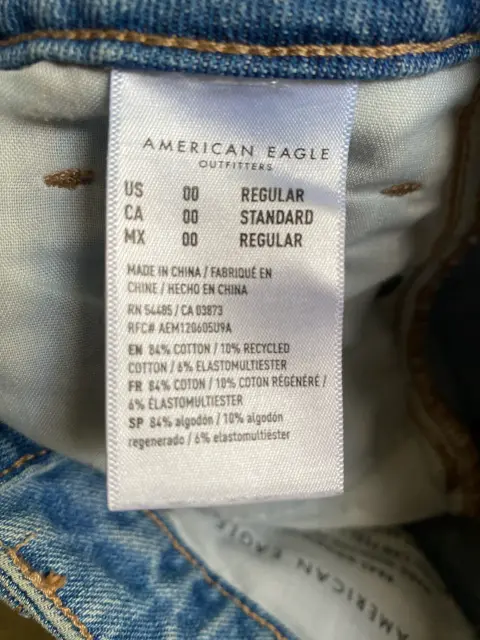 AMERICAN EAGLE
OUTFITTERS
US 00 REGULAR
CA 00 STANDARD
MX 00 REGULAR
MADE IN CHINA / FABRIQUÉ EN
CHINE / HECHO EN CHINA
RN 54485 / CA 03873
RFC# AEM120605U9A
EN 84% COTTON / 10% RECYCLED
COTTON / 6% ELASTOMULTIESTER
FR 84% COTON / 10% COTON RÉGÉNÉRÉ /
6% ÉLASTOMULTIESTER
SP 84% algodón / 10% algodón
regenerado / 6% elastomultiéster
AMERICAN EAGLE